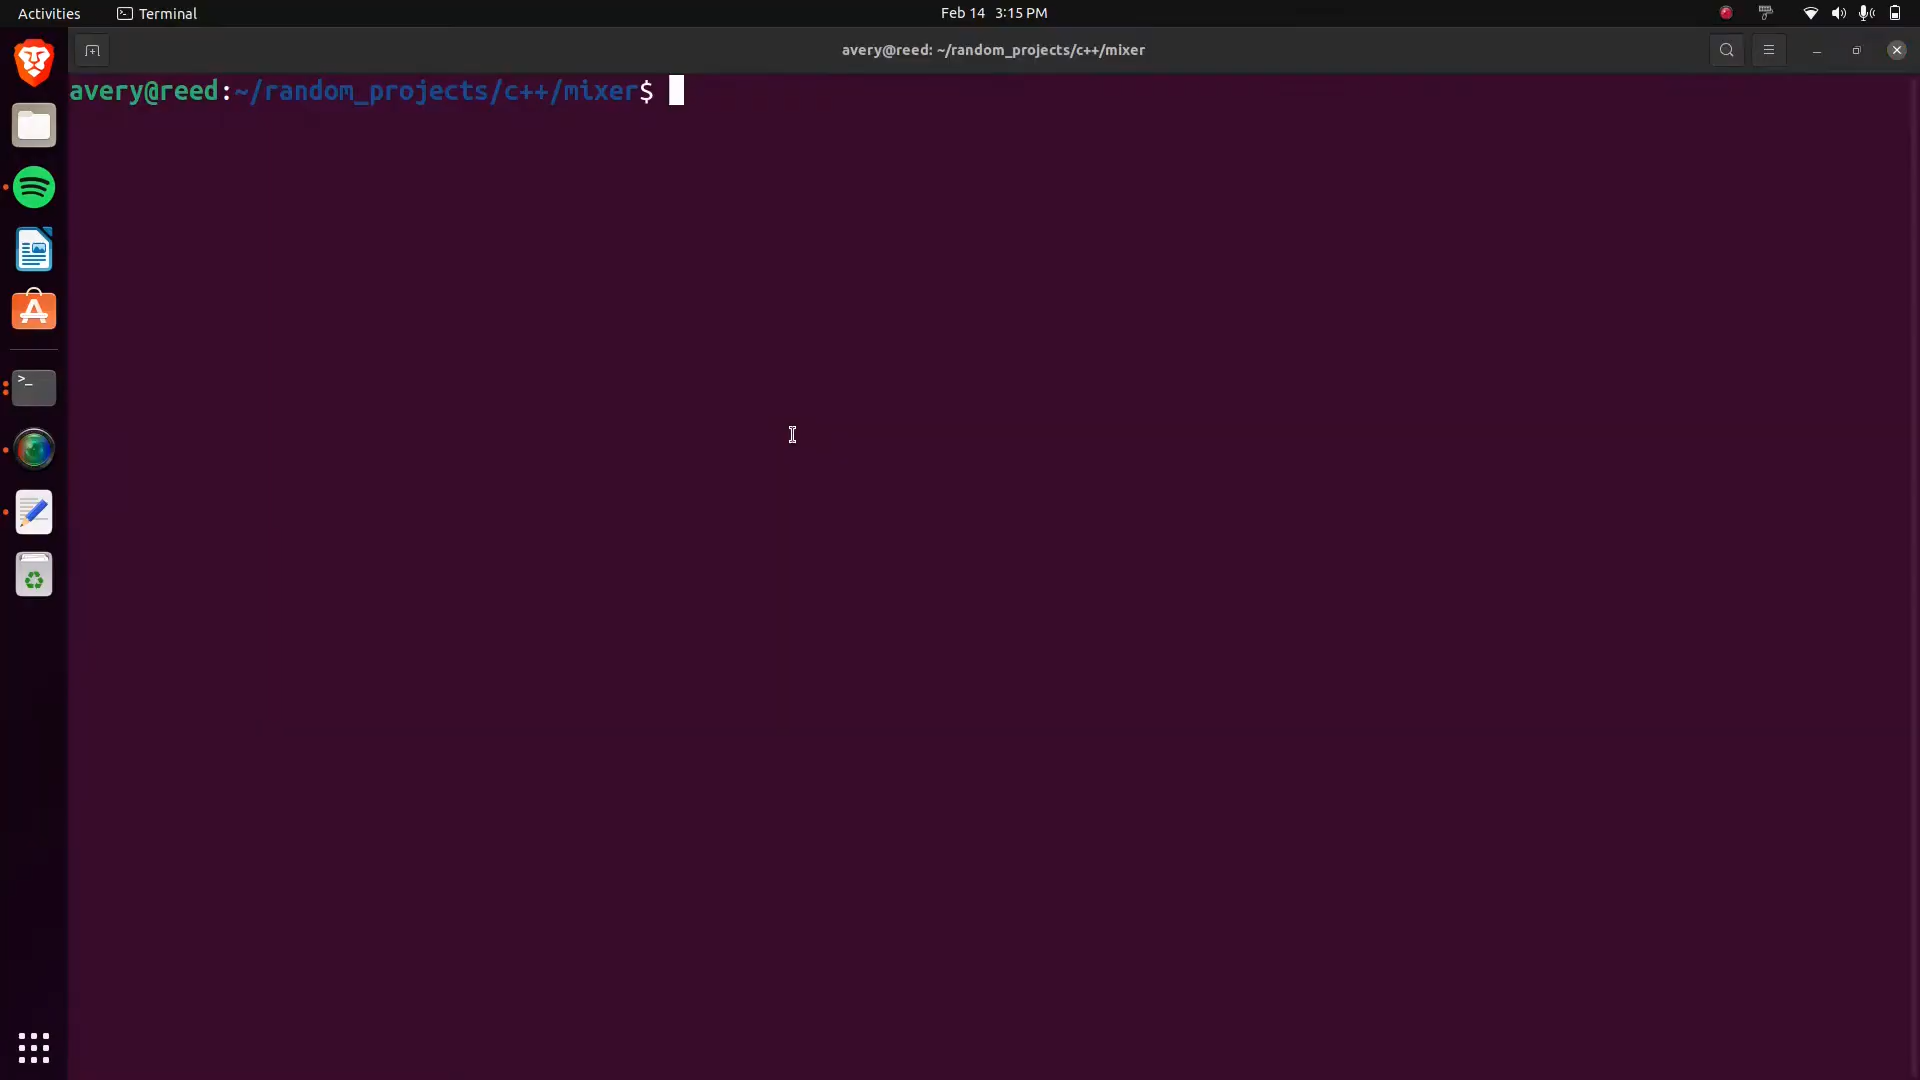 Activities Terminal Feb 14 3:15 PM
avery@reed: ~/random_projects/c++/mixer
avery@reed:~/random_projects/c++/mixer$
>_